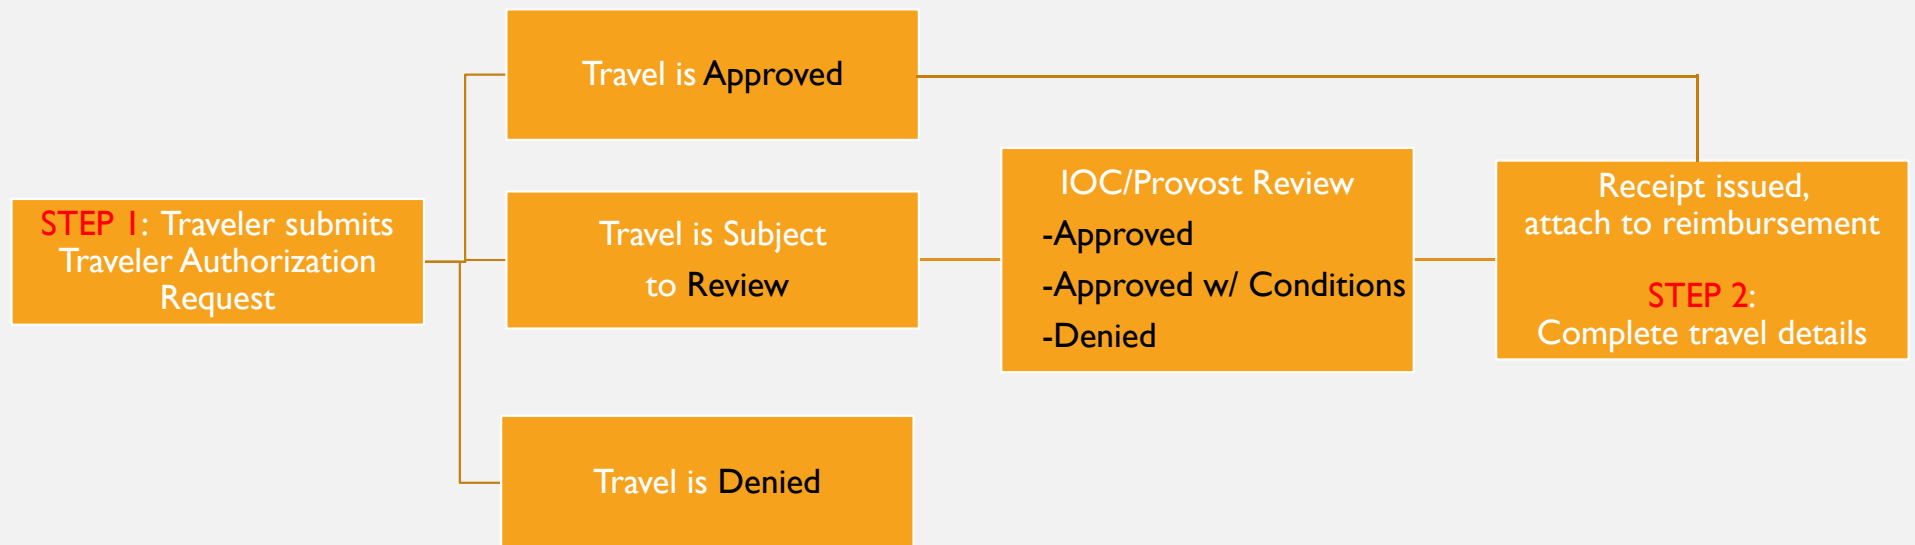 Travel is Approved
STEP 1: Traveler submits
Traveler Authorization
Request
Travel is Subject
to Review
IOC/Provost Review
-Approved
-Approved w/ Conditions
-Denied
Receipt issued,
attach to reimbursement
STEP 2:
Complete travel details
Travel is Denied